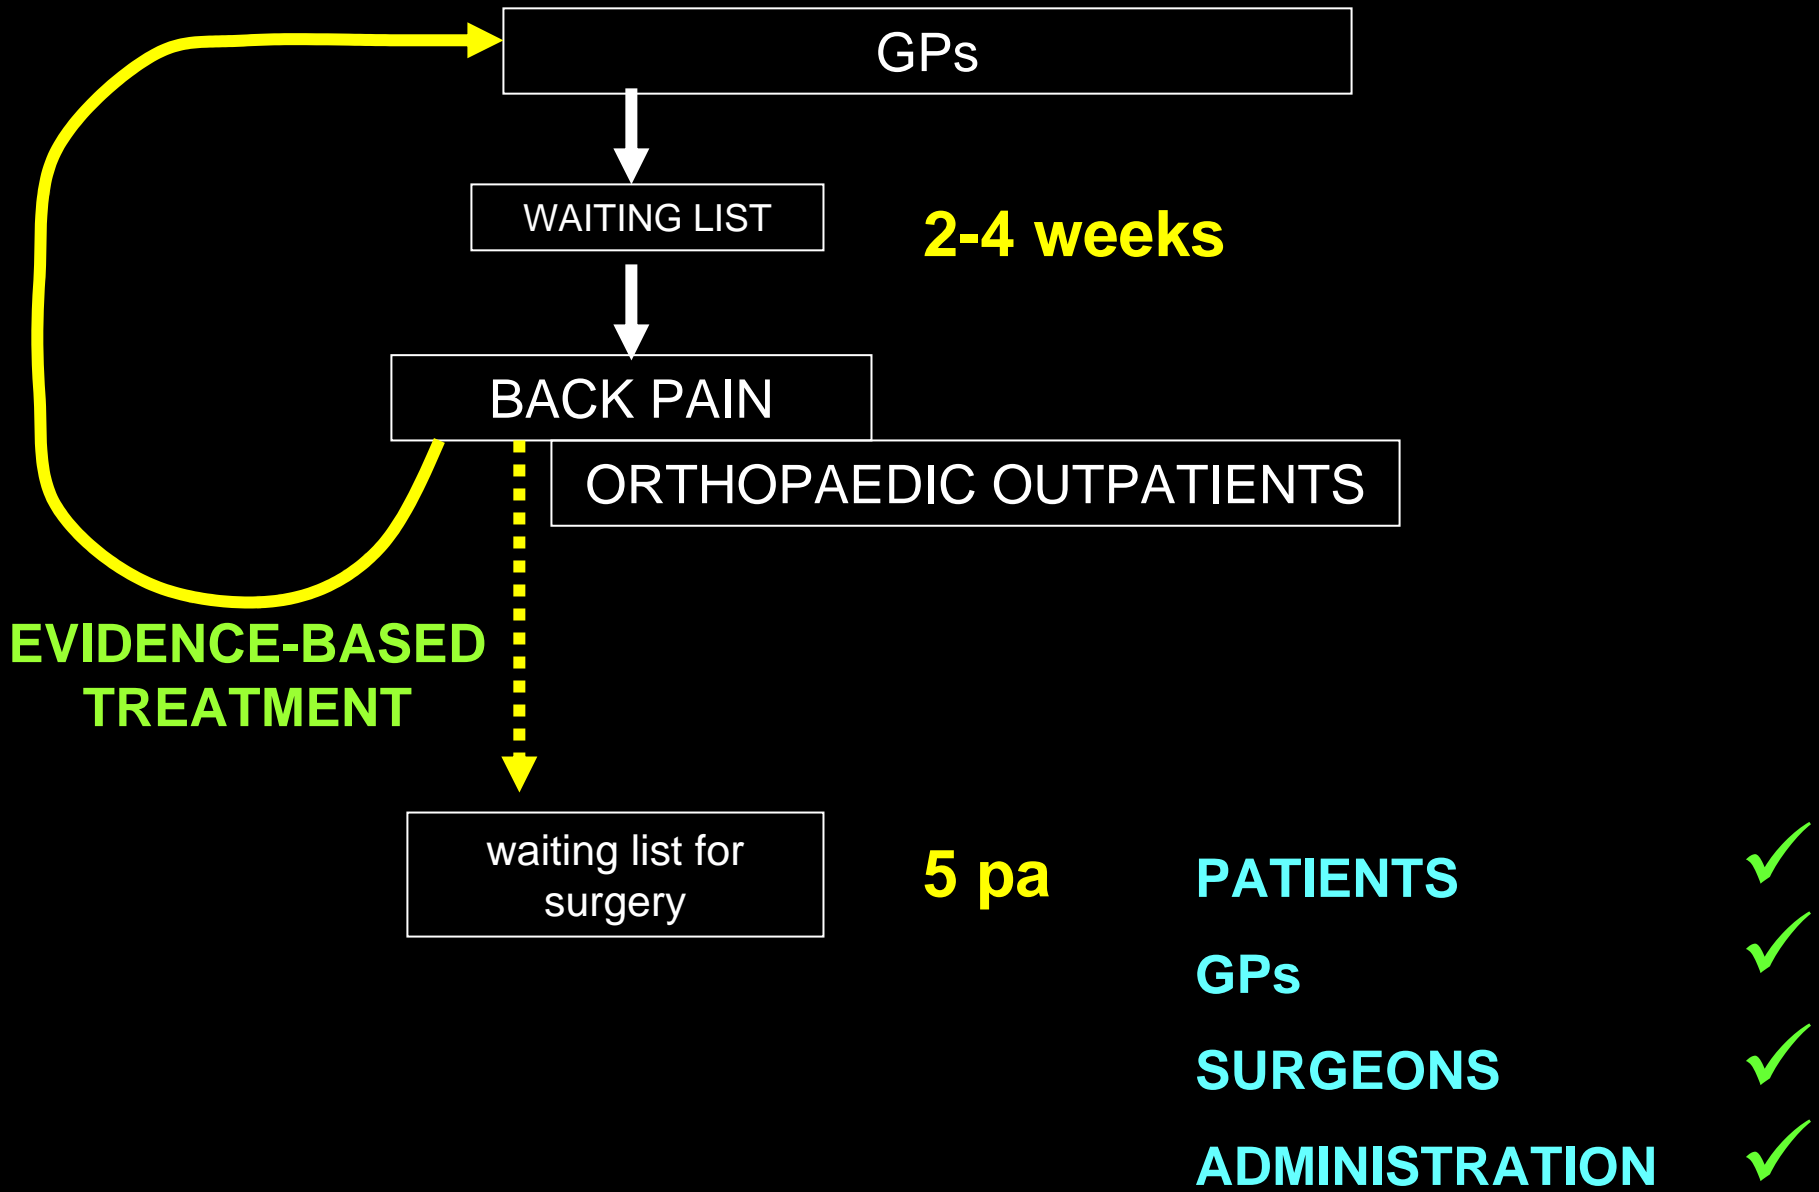 GPs
WAITING LIST
2-4 weeks
BACK PAIN
ORTHOPAEDIC OUTPATIENTS
EVIDENCE-BASED
TREATMENT
waiting list for
surgery
5 pa
PATIENTS
GPs
SURGEONS
ADMINISTRATION